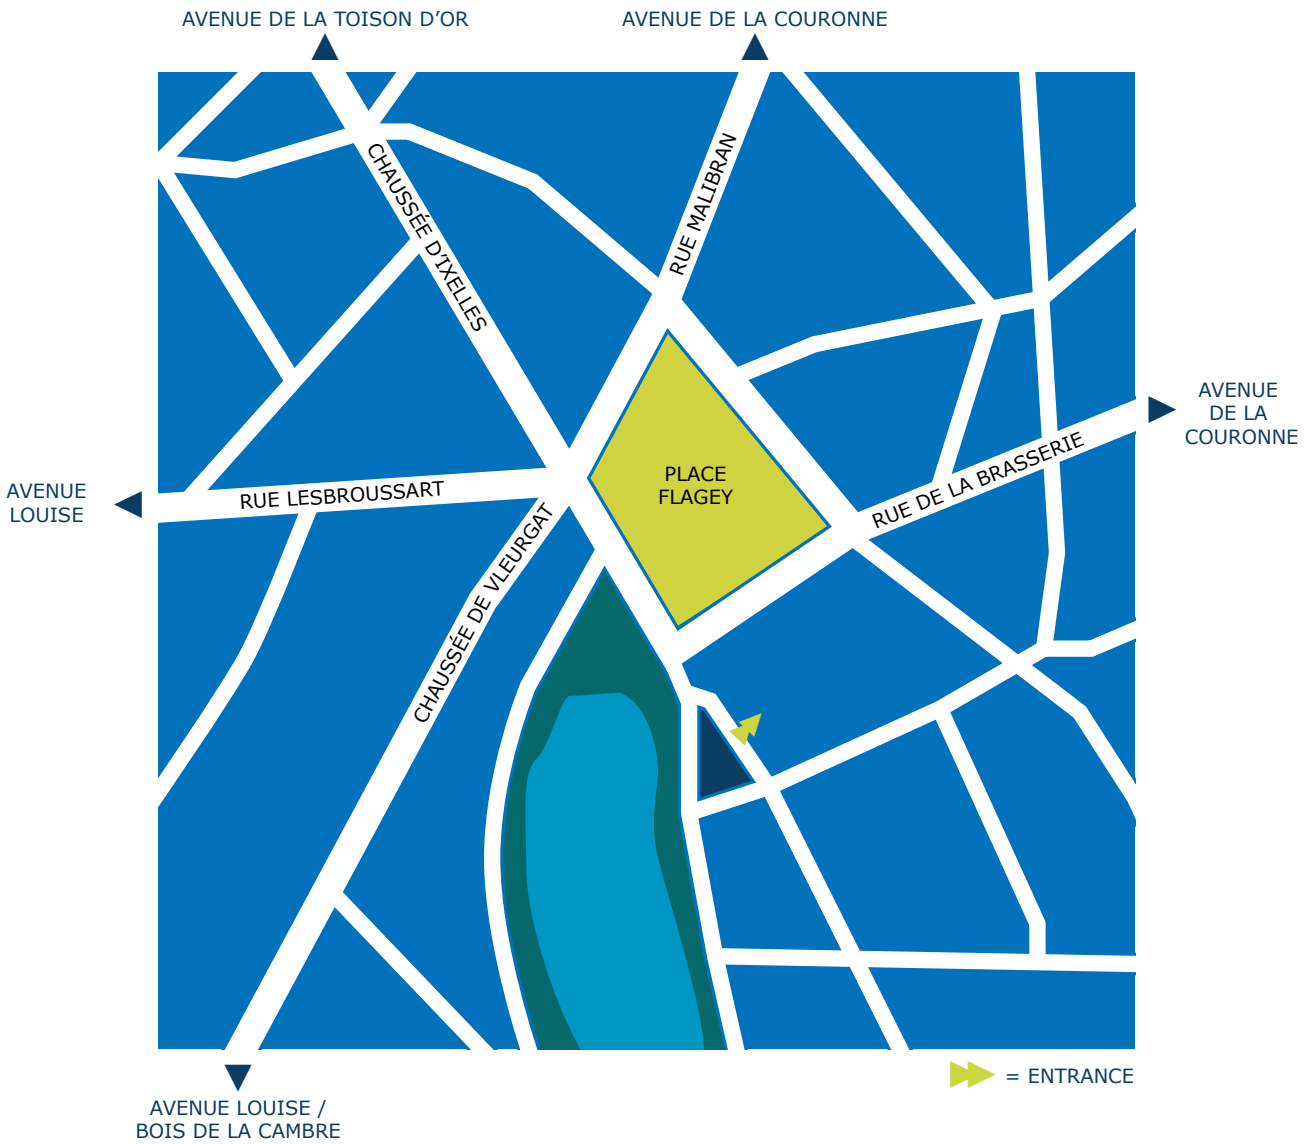 AVENUE DE LA TOISON D'OR
AVENUE DE LA COURONNE
CHAUSSÉE D'IXELLES
RUE MALIBRAN
AVENUE
DE LA
COURONNE
PLACE
FLAGEY
RUE DE LA BRASSERIE
AVENUE
LOUISE
RUE LESBROUSSART
CHAUSSÉE DE VLEURGAT
= ENTRANCE
AVENUE LOUISE /
BOIS DE LA CAMBRE